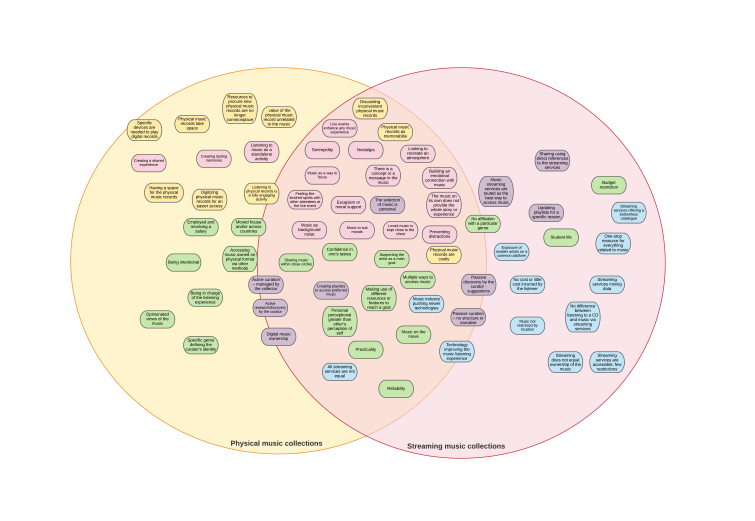 Specific
devices are
needed to play
digital records
Physical music
records take
space
Resources to
procure new
physical music
records are no
longer
commonplace
value of the
physical music
record unrelated
to the music
Creating a shared
experience
Creating lasting
memories
Listening to
music as a
standalone
activity
Having a space
for the physical
music records
Digitizing
physical music
records for an
easier access
Listening to
physical records is
a fully engaging
activity
Employed and
receiving a
salary
Moved house
and/or across
countries
Being intentional
Accessing
music owned on
physical format
via other
methods
Being in charge
of the listening
experience
Opinionated
views of the
music
Specific genre
defining the
curator's identity
Active curation
– managed by
the collector
Active
research/discovery
by the curator
Digital music
ownership
Discarding
inconvenient
physical music
records
Live events
enhance any music
experience
Physical music
records as
memorabilia
Serendipity
Nostalgia
Looking to
recreate an
atmosphere
Music as a way to
focus
There is a
concept or a
message in the
music
Building an
emotional
connection with
music
Feeling the
kindred spirits with
other attendees at
the live event
Escapism or
moral support
The selection
of music is
personal
The music on
its own does not
provide the
whole story or
experience
Music as
background
noise
Music to suit
moods
Loved music is
kept close to the
chest
Presenting
distractions
Sharing music
within close circles
Confidence in
one's tastes
Supporting the
artist as a main
goal
Physical music
records are
costly
Creating playlists
to access preferred
music
Making use of
different
resources or
features to
reach a goal
Multiple ways to
access music
Music industry
pushing newer
technologies
Personal
perceptional
greater than
other's
perception of
self
Music on the
move
Practicality
All streaming
services are not
equal
Reliability
Technology
improving the
music listening
experience
Passive
discovery by the
curator -
suggestions
Passive curation
– no structure or
narrative
No affiliation
with a particular
genre
Music
streaming
services are
touted as the
best way to
access music
Sharing using
direct references
to the streaming
services
Budget
restriction
Updating
playlists for a
specific reason
Streaming
services offering a
bottomless
catalogue
Student life
One-stop
resource for
everything
related to music
Exposure of
smaller artists on a
common platform
No cost or little
cost incurred by
the listener
Streaming
services mining
data
Music not
restricted by
location
No difference
between
listening to a CD
and music via
streaming
services
Streaming
does not equal
ownership of the
music
Streaming
services are
accessible, few
restrictions
Physical music collections
Streaming music collections